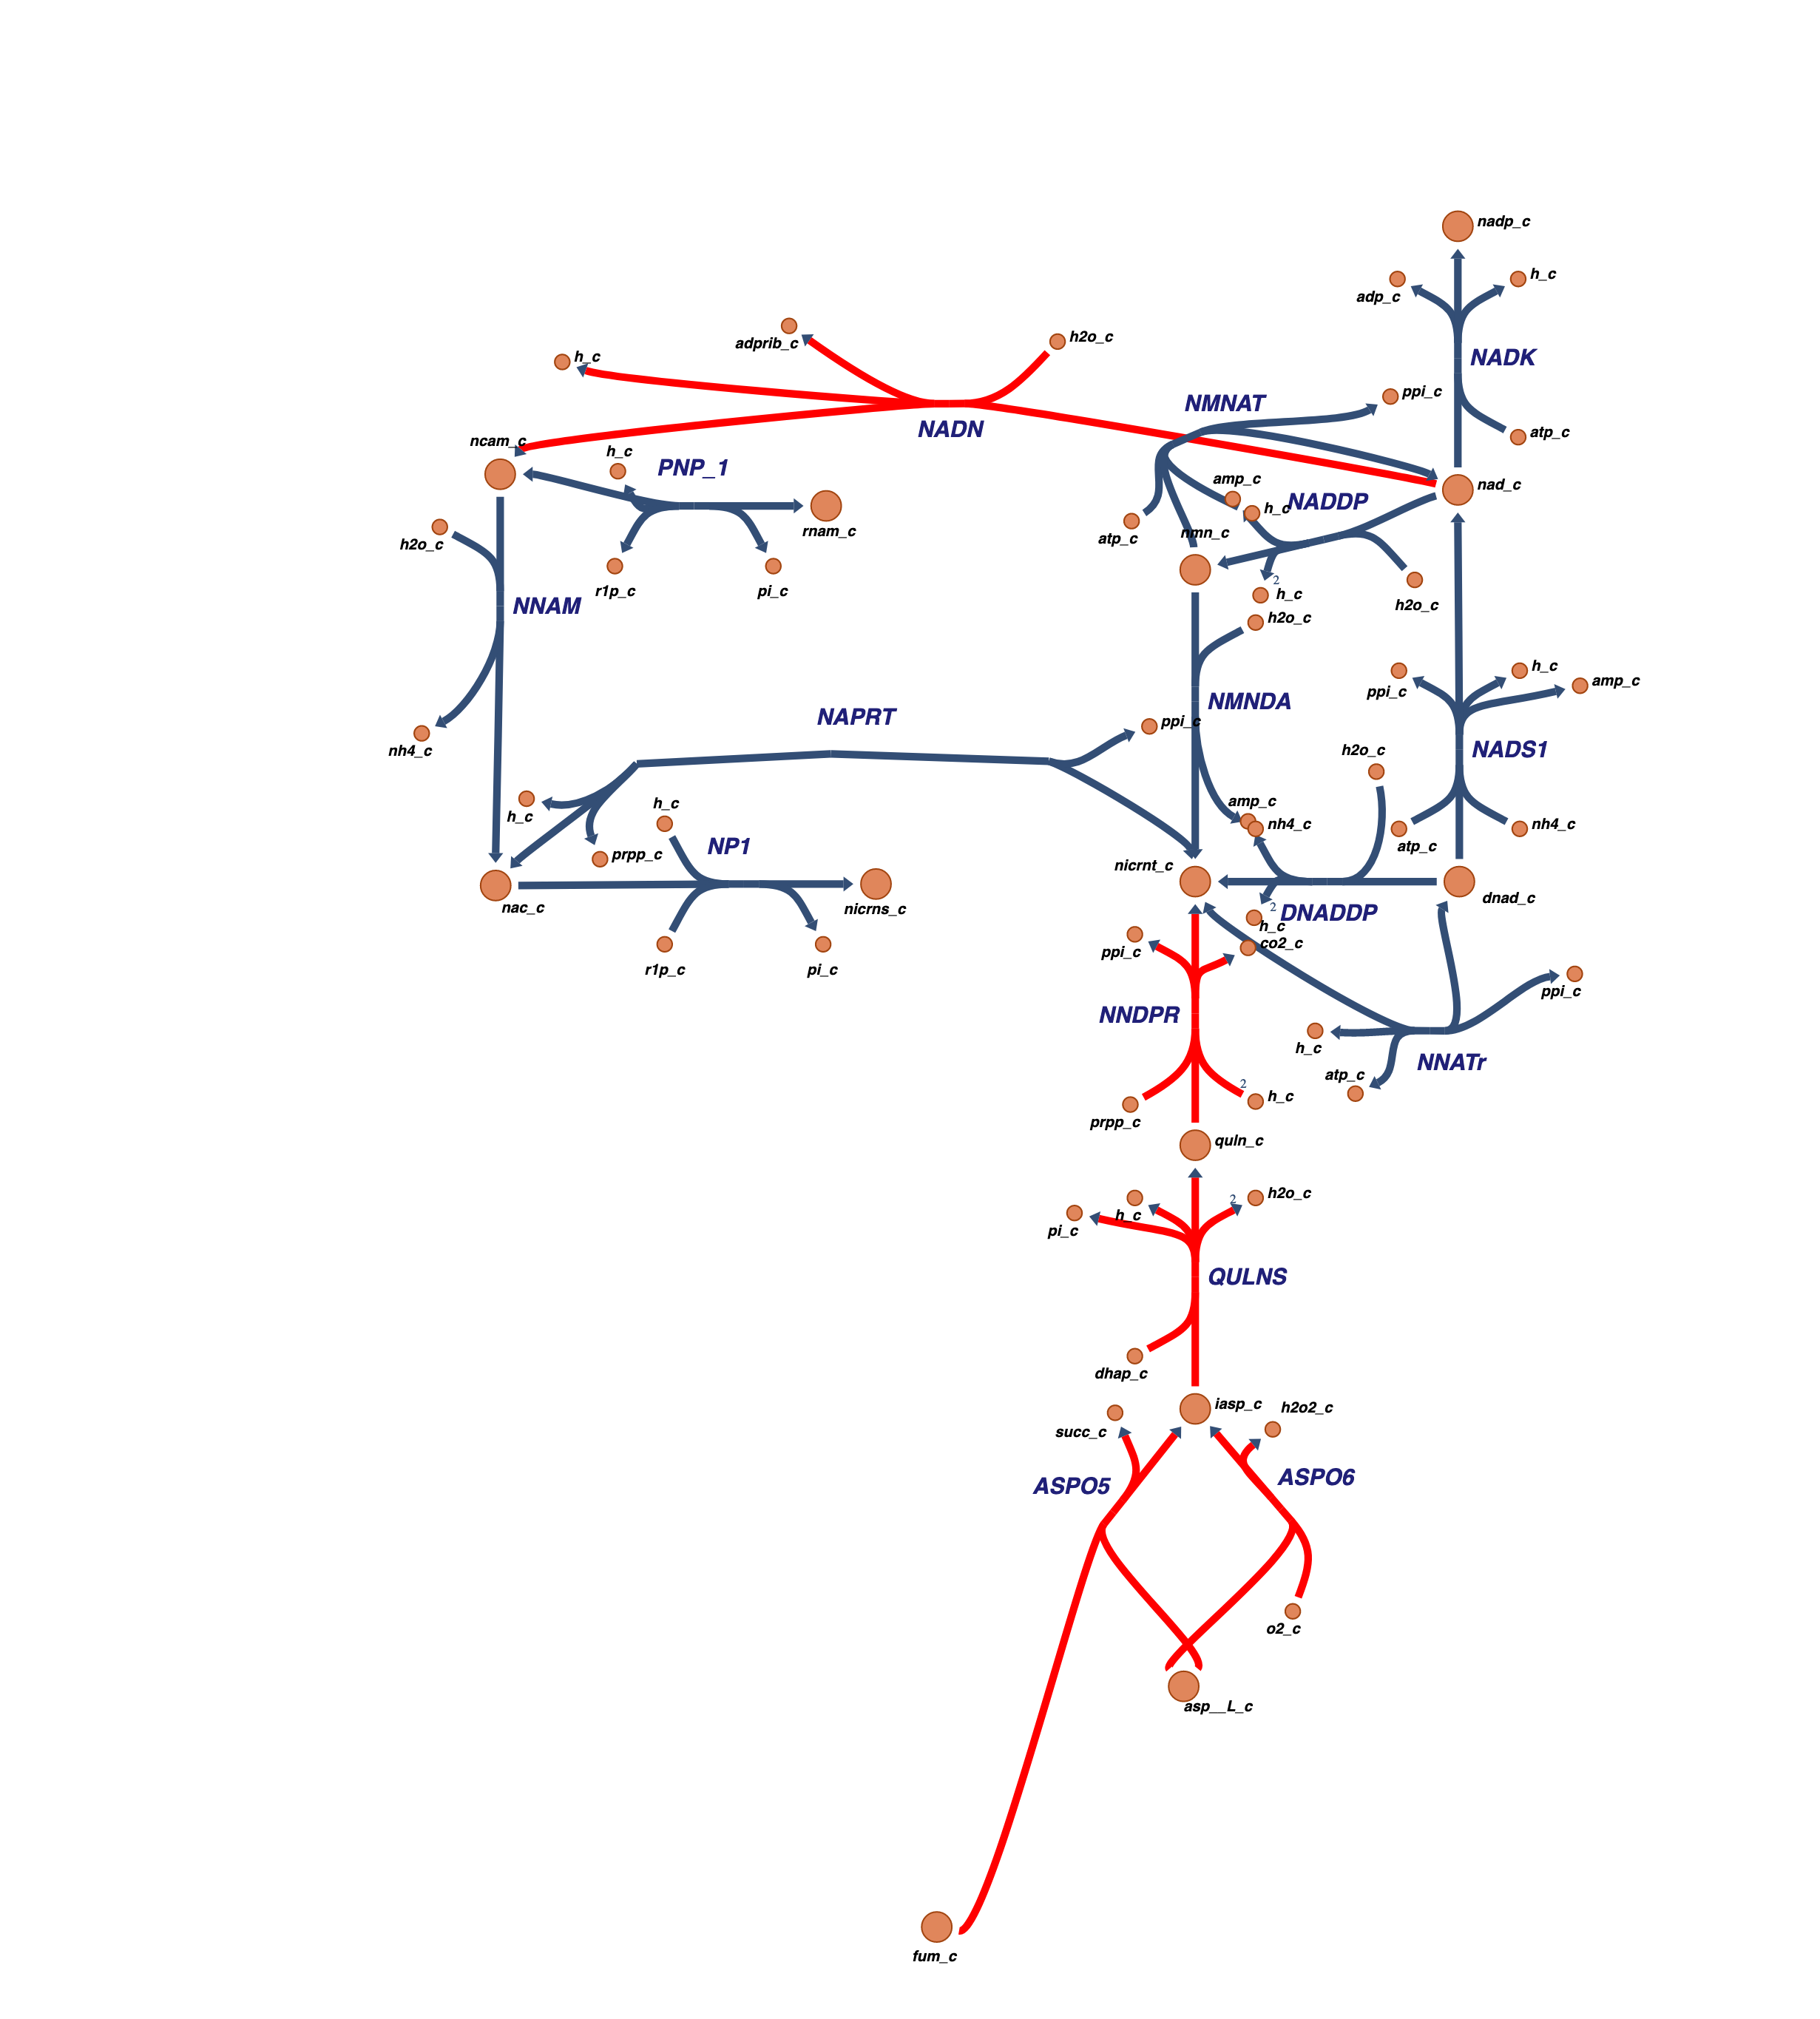 nadp_c
h_c
adp_c
adprib_c
h2o_c
h_c
NADK
ppi_c
NMNAT
NADN
atp_c
ncam_c
h_c
PNP_1
amp_c
nad_c
NADDP
h_c
rnam_c
nmn_c
atp_c
h2o_c
2
r1p_c
pi_c
h_c
h2o_c
NNAM
h2o_c
h_c
amp_c
ppi_c
NMNDA
NAPRT
ppi_c
nh4_c
h2o_c
NADS1
amp_c
h_c
h_c
nh4_c
nh4_c
atp_c
prpp_c
NP1
nicrnt_c
nac_c
nicrns_c
dnad_c
2
DNADDP
h_c
co2_c
ppi_c
r1p_c
pi_c
ppi_c
NNDPR
h_c
NNATr
atp_c
2
h_c
prpp_c
quln_c
h2o_c
2
h_c
pi_c
QULNS
dhap_c
iasp_c
h2o2_c
succ_c
ASPO6
ASPO5
o2_c
asp__L_c
fum_c